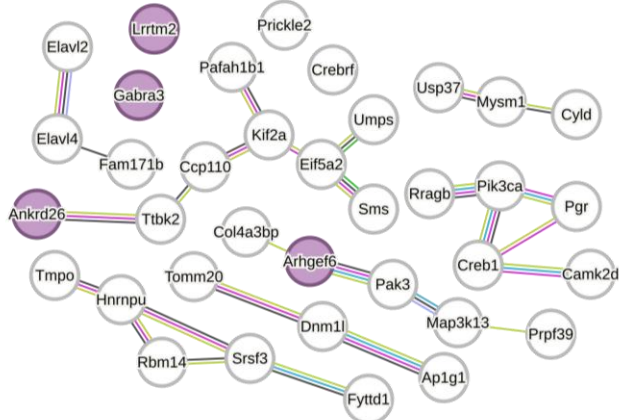 Lrrtm2
Prickle2
Elavl2
Pafah1b1
Crebrf
Gabra3
Usp37
Mysm1
Cyld
Umps
Elavl4
Kif2a
Fam171b
Ccp110
Eif5a2
Rragb
Pik3ca
Pgr
Ankrd26
Ttbk2
Sms
Col4a3bp
Arhgef6
Creb1
Camk2d
Tmpo
Tomm20
Pak3
Hnrnpu
Dnm1l
Map3k13
Prpf39
Rbm14
Srsf3
Ap1g1
Fyttd1